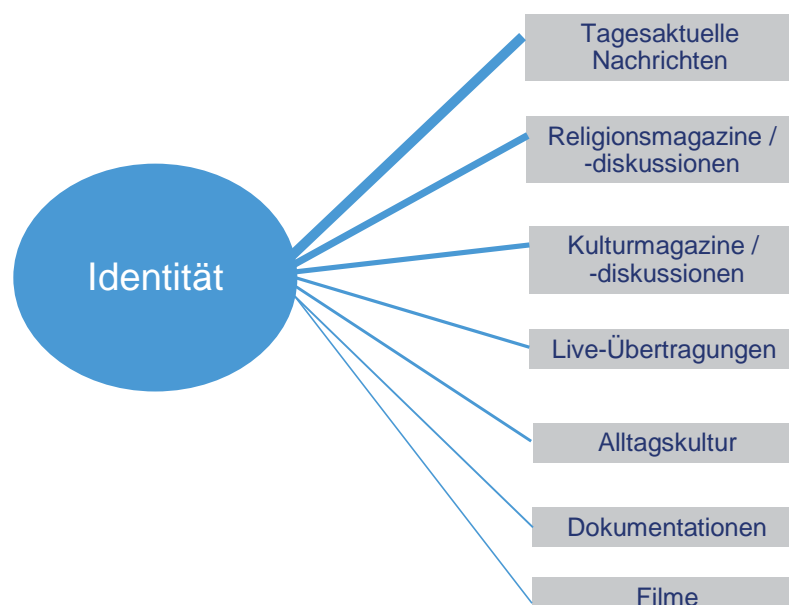 Tagesaktuelle
Nachrichten
Religionsmagazine /
-diskussionen
Identität
Kulturmagazine /
-diskussionen
Live-Übertragungen
Alltagskultur
Dokumentationen
Filme